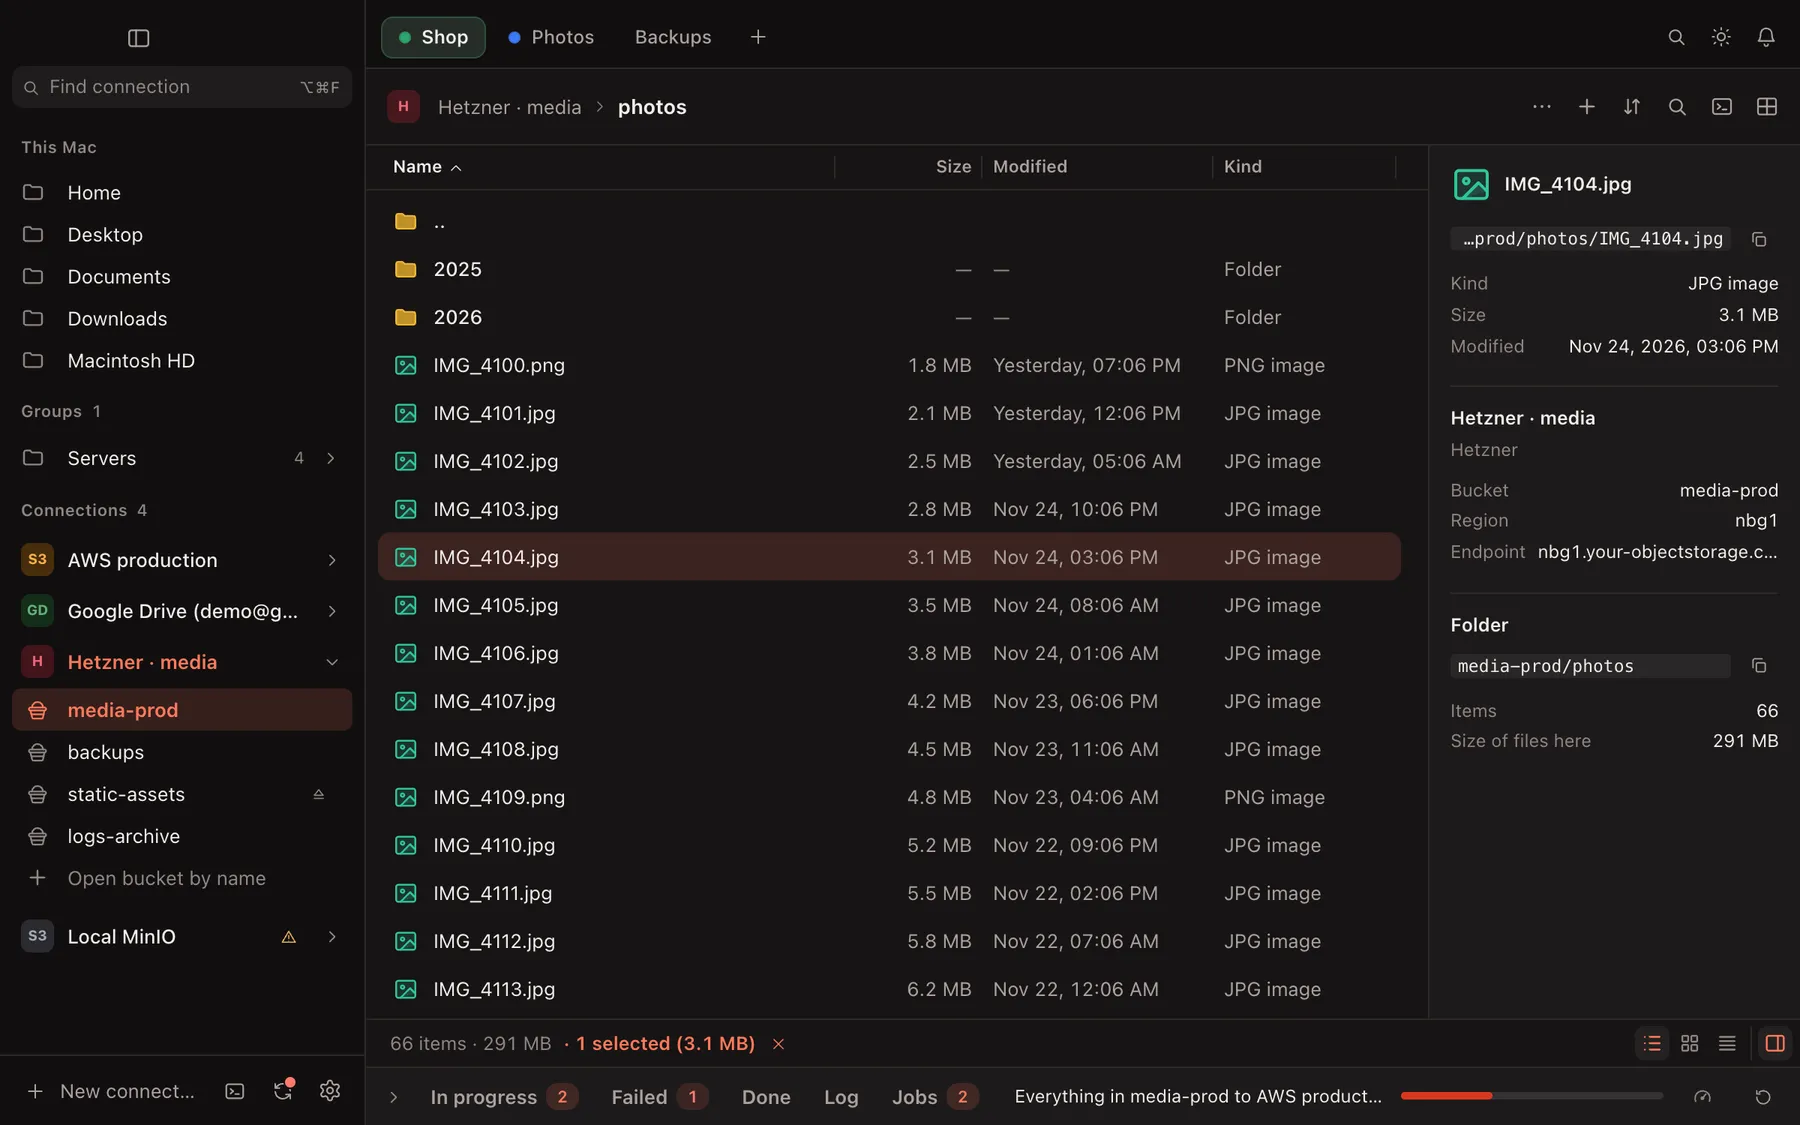 Shop
Photos
Backups
Find connection ⌥⌘F
This Mac
Home
Desktop
Documents
Downloads
Macintosh HD
Groups 1
Servers 4
Connections 4
S3 AWS production
GD Google Drive (demo@g...
H Hetzner · media
media-prod
backups
static-assets
logs-archive
Open bucket by name
S3 Local MinIO
New connect...
H Hetzner · media > photos
Name Size Modified Kind
..
2025 — — Folder
2026 — — Folder
IMG_4100.png 1.8 MB Yesterday, 07:06 PM PNG image
IMG_4101.jpg 2.1 MB Yesterday, 12:06 PM JPG image
IMG_4102.jpg 2.5 MB Yesterday, 05:06 AM JPG image
IMG_4103.jpg 2.8 MB Nov 24, 10:06 PM JPG image
IMG_4104.jpg 3.1 MB Nov 24, 03:06 PM JPG image
IMG_4105.jpg 3.5 MB Nov 24, 08:06 AM JPG image
IMG_4106.jpg 3.8 MB Nov 24, 01:06 AM JPG image
IMG_4107.jpg 4.2 MB Nov 23, 06:06 PM JPG image
IMG_4108.jpg 4.5 MB Nov 23, 11:06 AM JPG image
IMG_4109.png 4.8 MB Nov 23, 04:06 AM PNG image
IMG_4110.jpg 5.2 MB Nov 22, 09:06 PM JPG image
IMG_4111.jpg 5.5 MB Nov 22, 02:06 PM JPG image
IMG_4112.jpg 5.8 MB Nov 22, 07:06 AM JPG image
IMG_4113.jpg 6.2 MB Nov 22, 12:06 AM JPG image
IMG_4104.jpg
…prod/photos/IMG_4104.jpg
Kind JPG image
Size 3.1 MB
Modified Nov 24, 2026, 03:06 PM
Hetzner · media
Hetzner
Bucket media-prod
Region nbg1
Endpoint nbg1.your-objectstorage.c...
Folder
media-prod/photos
Items 66
Size of files here 291 MB
66 items · 291 MB · 1 selected (3.1 MB)
In progress 2 Failed 1 Done Log Jobs 2 Everything in media-prod to AWS product...